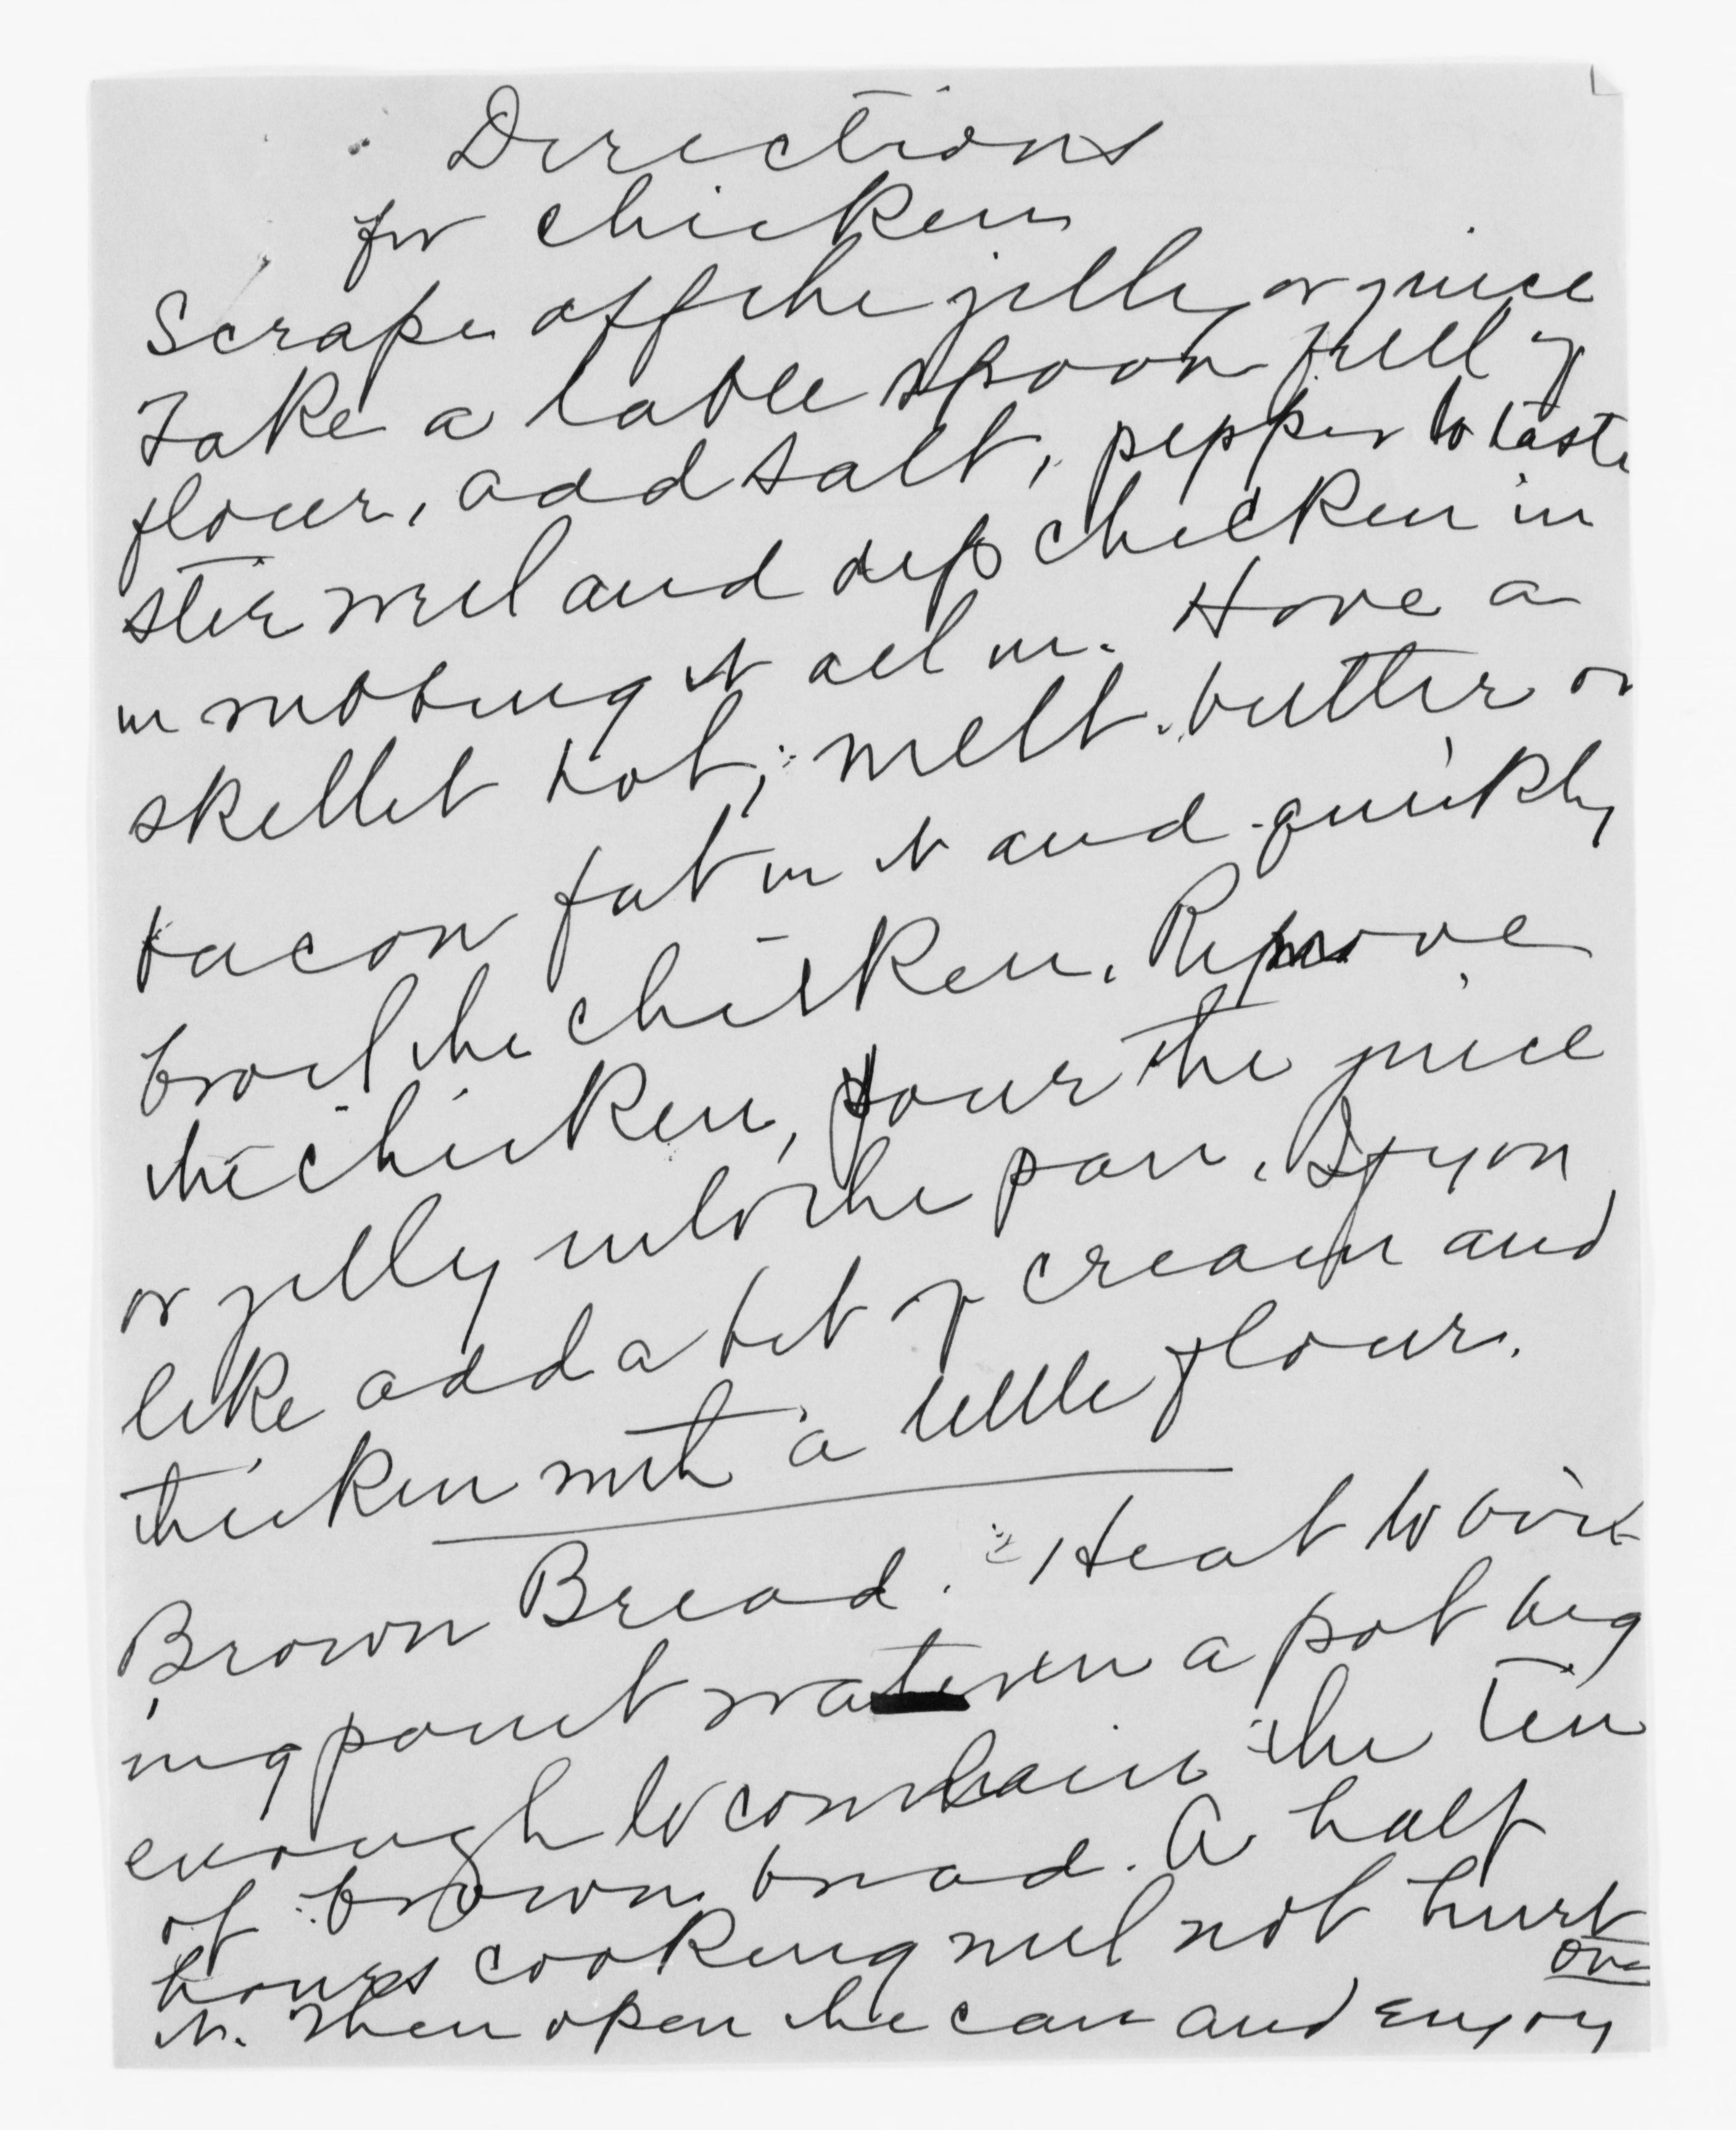 Directions
for chicken
Scrape off the jelly or juice
Take a table spoon full of
flour, add salt, pepper to taste
stir well and dip chicken in
it rubbing it all in. Have a
skillet hot, melt butter or
bacon fat in it and quickly
broil the chicken. Remove
the chicken, pour the juice
or jelly into the pan. If you
like add a bit of cream and
thicken with a little flour.
Brown Bread. Heat to boil
ing point water in a pot big
enough to contain the tin
of brown bread. A half
hours cooking will not hurt
it. Then open the can and enjoy
over